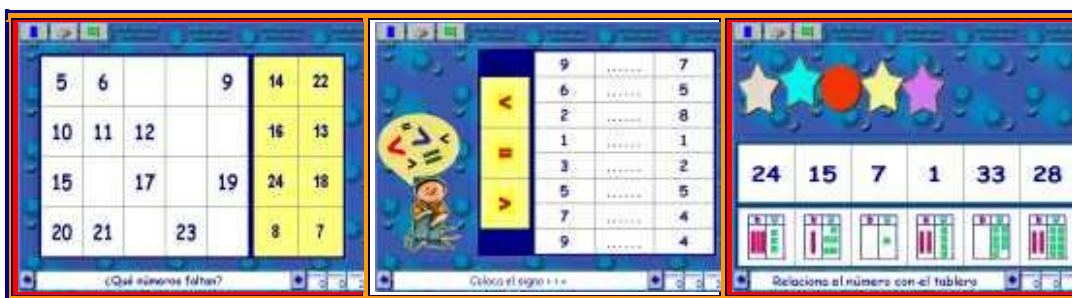 5 6 9 14 22
10 11 12 16 13
15 17 19 24 18
20 21 23 8 7
¿Qué números faltan?
< > = < > =
<
=
>
9 ...... 7
6 ...... 5
2 ...... 8
1 ...... 1
3 ...... 2
5 ...... 5
7 ...... 4
9 ...... 4
Coloca el signo
24 15 7 1 33 28
Relaciona el número con el tablero